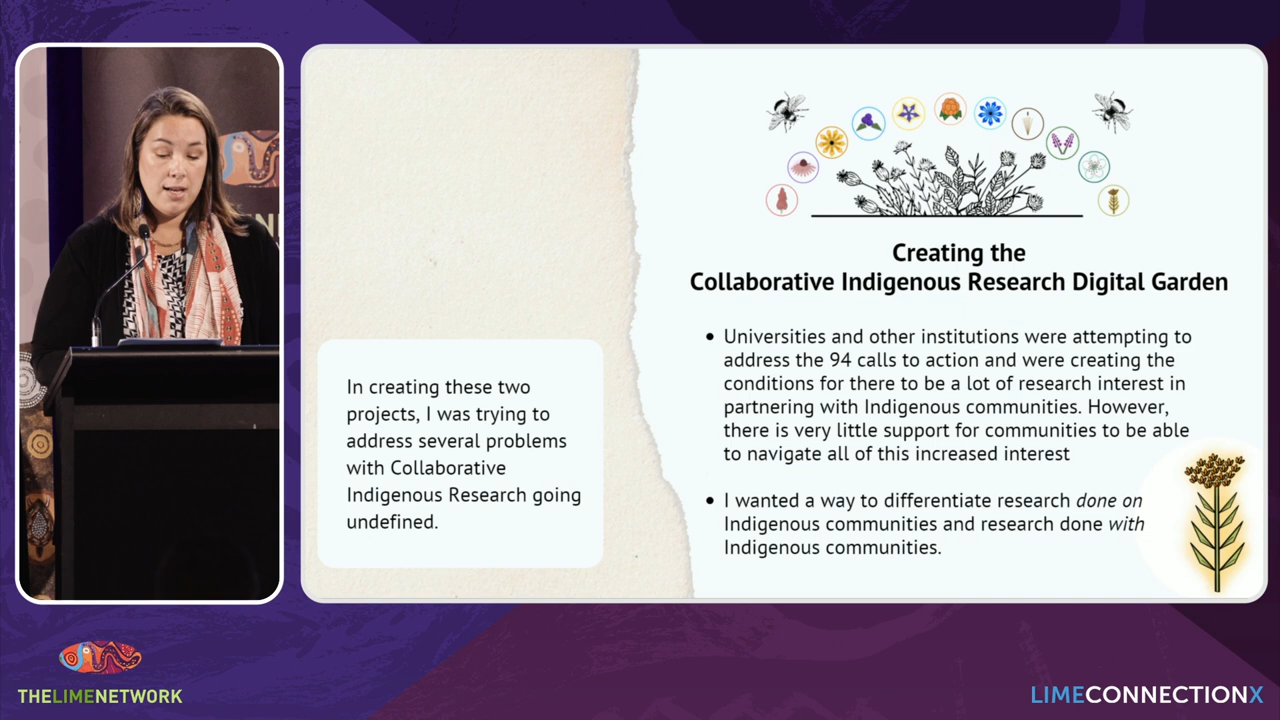 Creating the
Collaborative Indigenous Research Digital Garden
In creating these two
projects, I was trying to
address several problems
with Collaborative
Indigenous Research going
undefined.
• Universities and other institutions were attempting to
address the 94 calls to action and were creating the
conditions for there to be a lot of research interest in
partnering with Indigenous communities. However,
there is very little support for communities to be able
to navigate all of this increased interest
• I wanted a way to differentiate research done on
Indigenous communities and research done with
Indigenous communities.
THELIMENETWORK
LIMECONNECTIONX